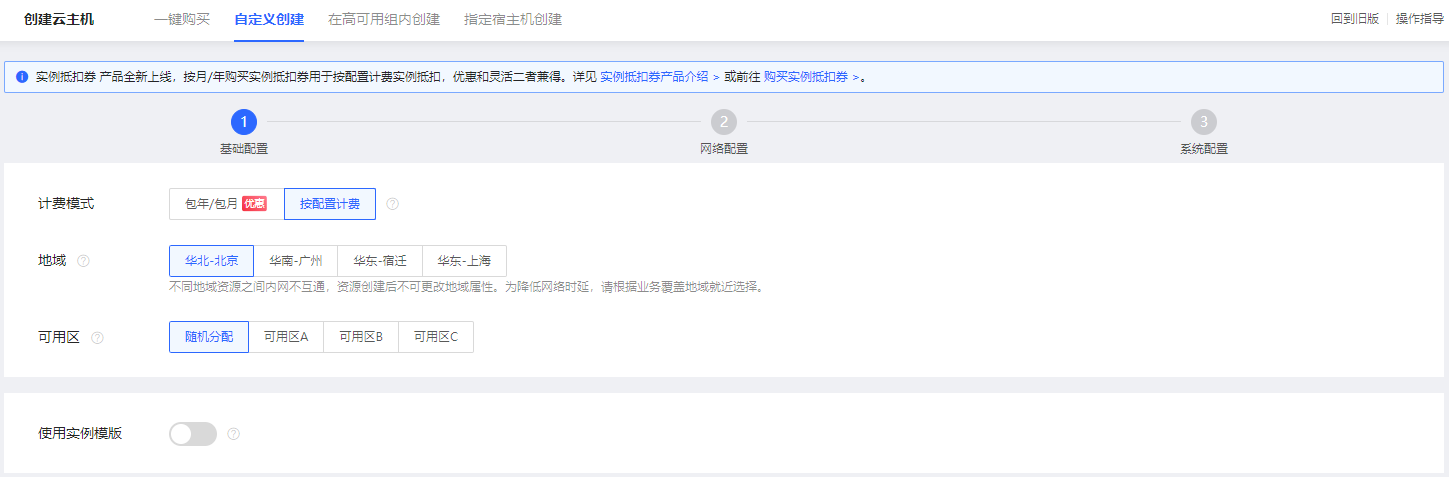 创建云主机 一键购买 自定义创建 在高可用组内创建 指定宿主机创建 回到旧版 操作指导
实例抵扣券 产品全新上线，按月/年购买实例抵扣券用于按配置计费实例抵扣，优惠和灵活二者兼得。详见 实例抵扣券产品介绍 > 或前往 购买实例抵扣券 >。
1 2 3
基础配置 网络配置 系统配置
计费模式 包年/包月 优惠 按配置计费 ?
地域 ? 华北-北京 华南-广州 华东-宿迁 华东-上海
不同地域资源之间内网不互通，资源创建后不可更改地域属性。为降低网络时延，请根据业务覆盖地域就近选择。
可用区 ? 随机分配 可用区A 可用区B 可用区C
使用实例模版 ?